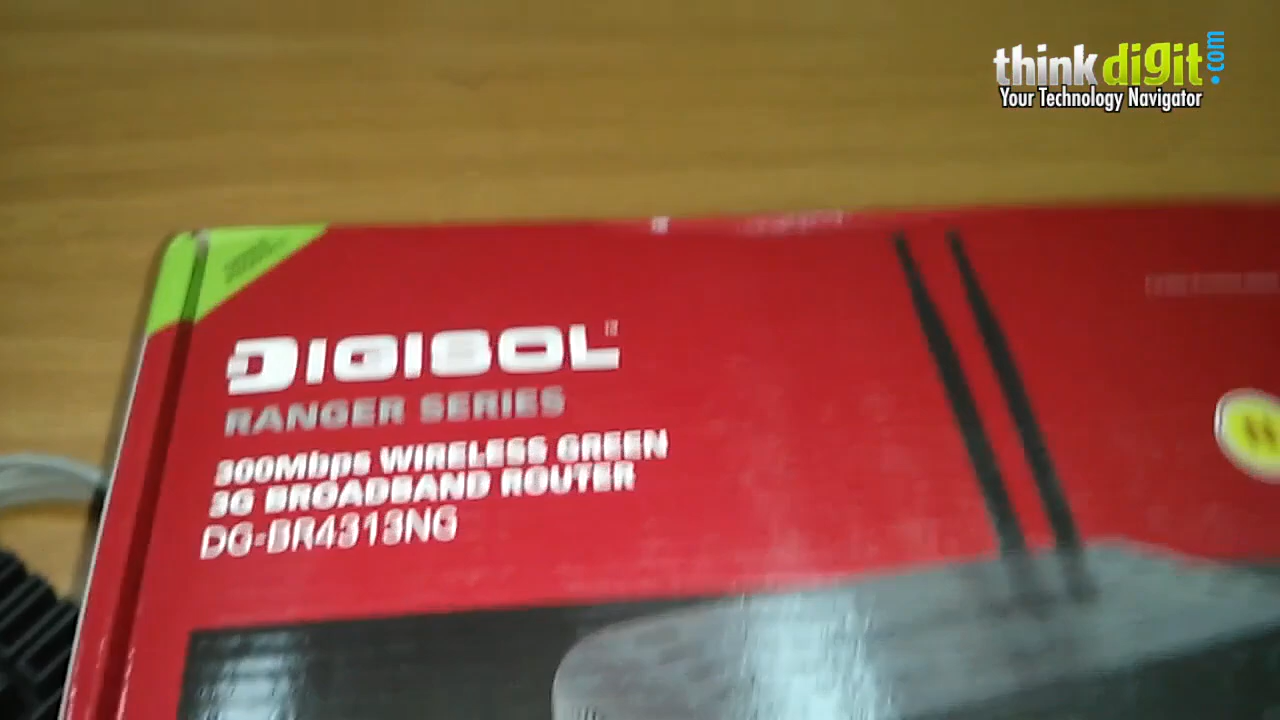 thinkdigit.com
Your Technology Navigator
DIGISOL
RANGER SERIES
300Mbps WIRELESS GREEN
3G BROADBAND ROUTER
DG-BR4313NG